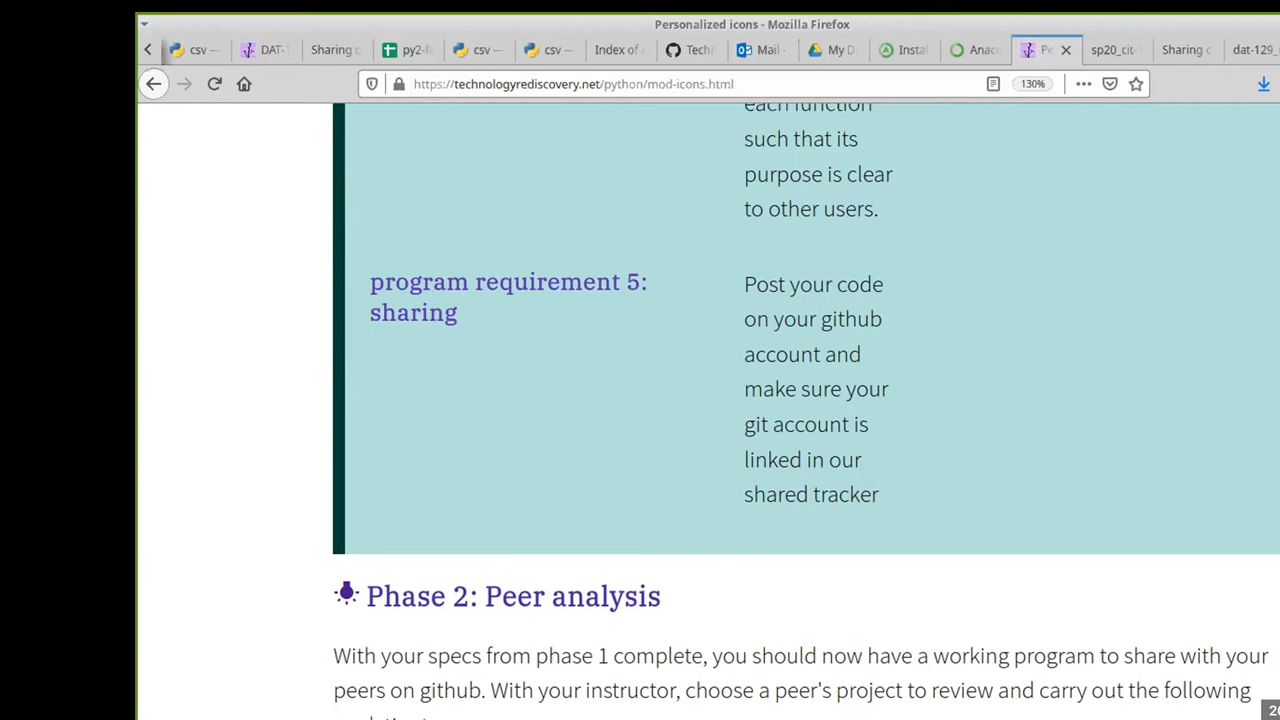 Personalized icons - Mozilla Firefox
csv — DAT- Sharing py2-f csv — csv — Index of Tech Mail My D Instal Anac Pe sp20_cit- Sharing dat-129_
https://technologyrediscovery.net/python/mod-icons.html 130%
each function
such that its
purpose is clear
to other users.
program requirement 5:
sharing
Post your code
on your github
account and
make sure your
git account is
linked in our
shared tracker
Phase 2: Peer analysis
With your specs from phase 1 complete, you should now have a working program to share with your
peers on github. With your instructor, choose a peer's project to review and carry out the following